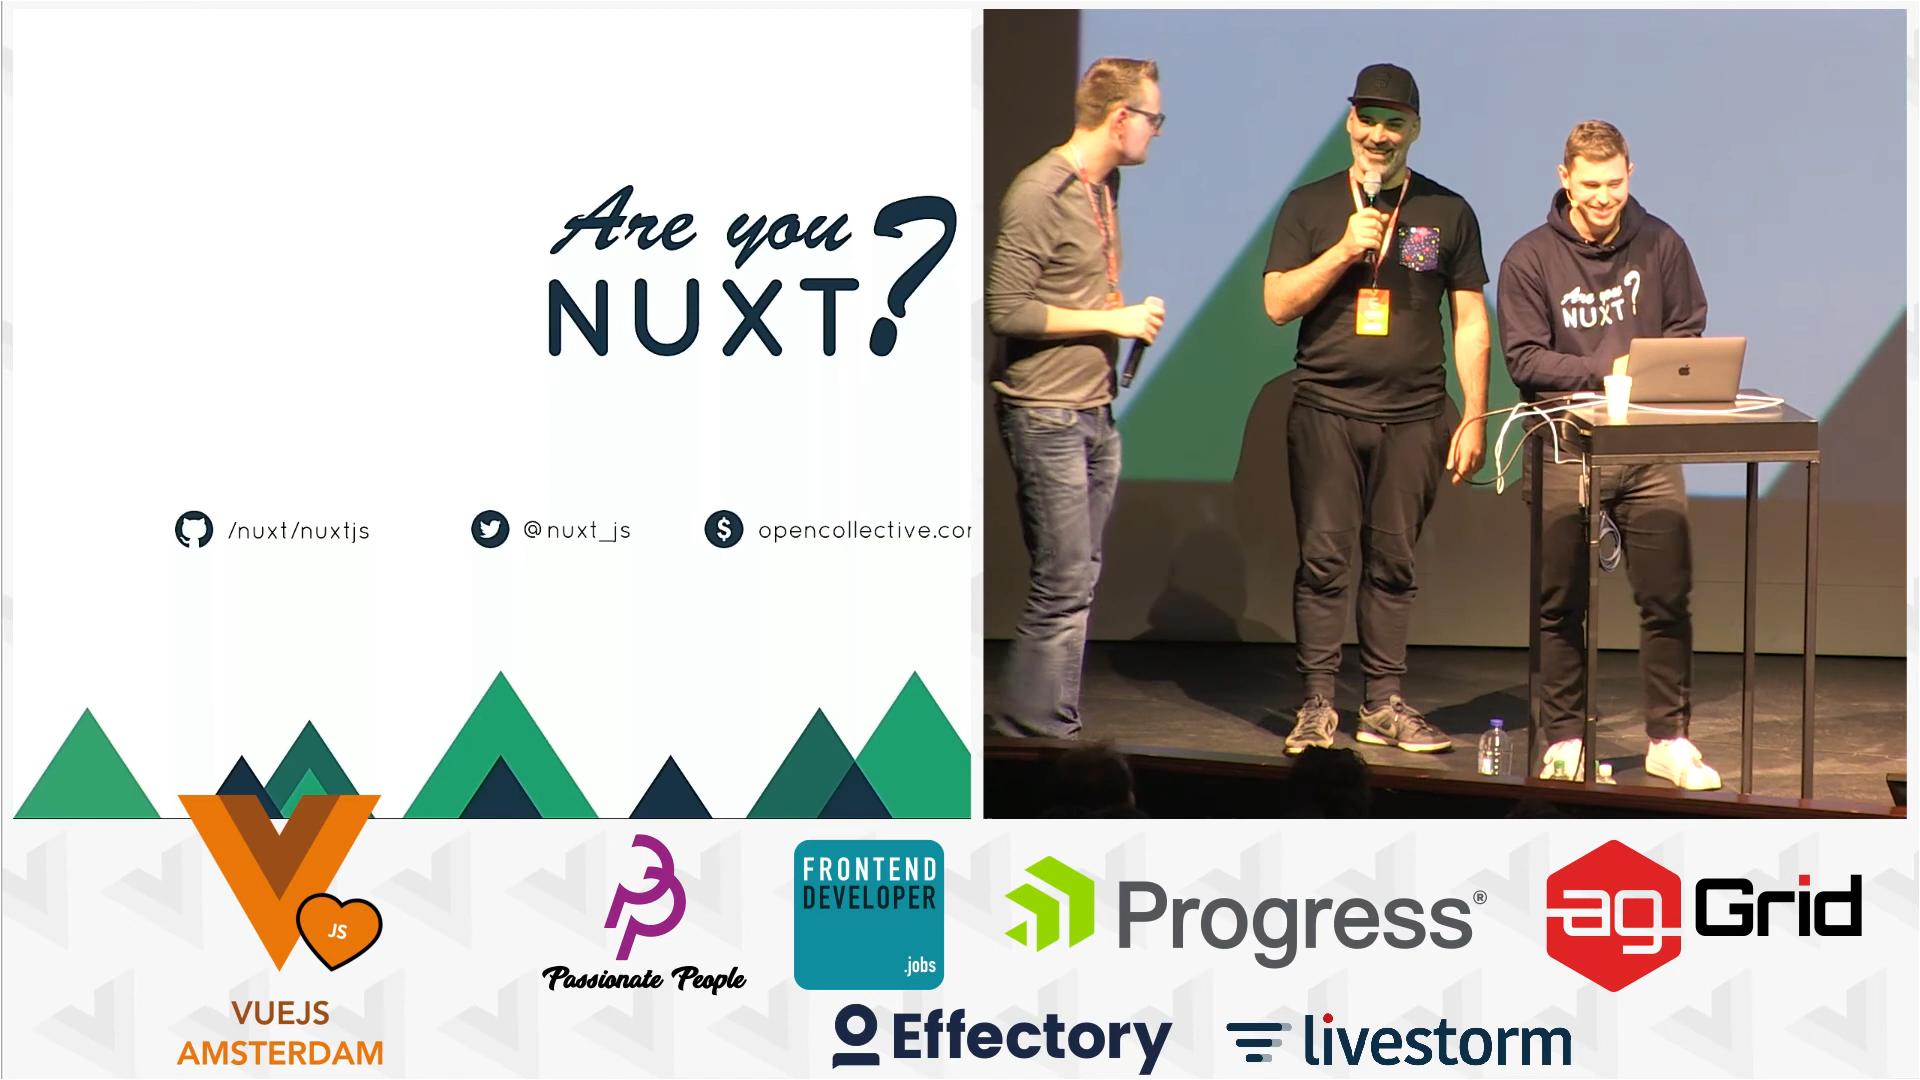 Are you
NUXT?
/nuxt/nuxtjs
@nuxt_js
opencollective.cor
Are you
NUXT?
VUEJS
AMSTERDAM
JS
Passionate People
FRONTEND
DEVELOPER
.jobs
Progress®
ag Grid
Effectory
livestorm